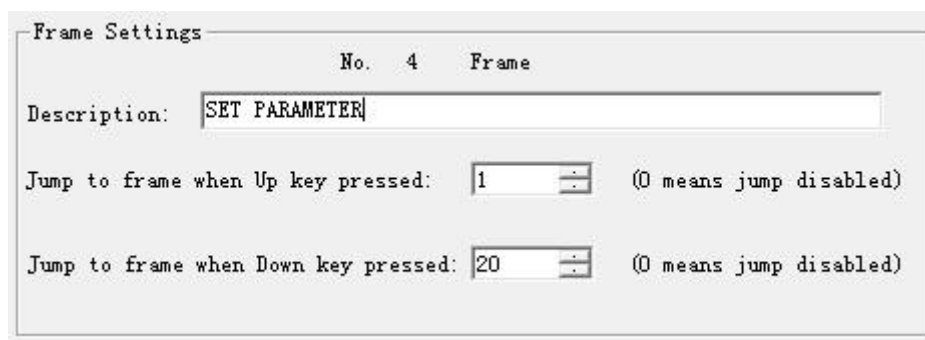 Frame Settings
No. 4 Frame
Description: SET PARAMETER
Jump to frame when Up key pressed: 1 (0 means jump disabled)
Jump to frame when Down key pressed: 20 (0 means jump disabled)